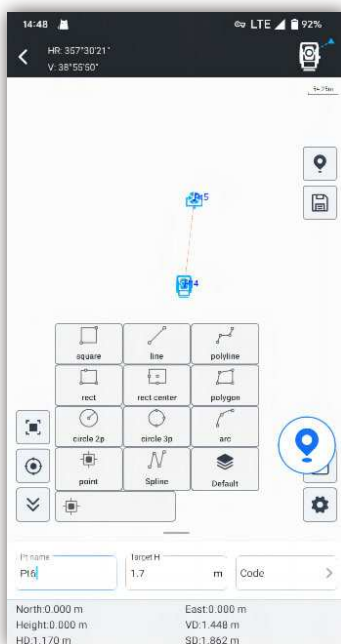 14:48 LTE 92%
HR: 357°30'21"
V: 38°55'50"
square line polyline
rect rect center polygon
circle 2p circle 3p arc
point Spline Default
Pt name Target H
Pt6 1.7 m Code
North:0.000 m East:0.000 m
Height:0.000 m VD:1.448 m
HD:1.170 m SD:1.862 m